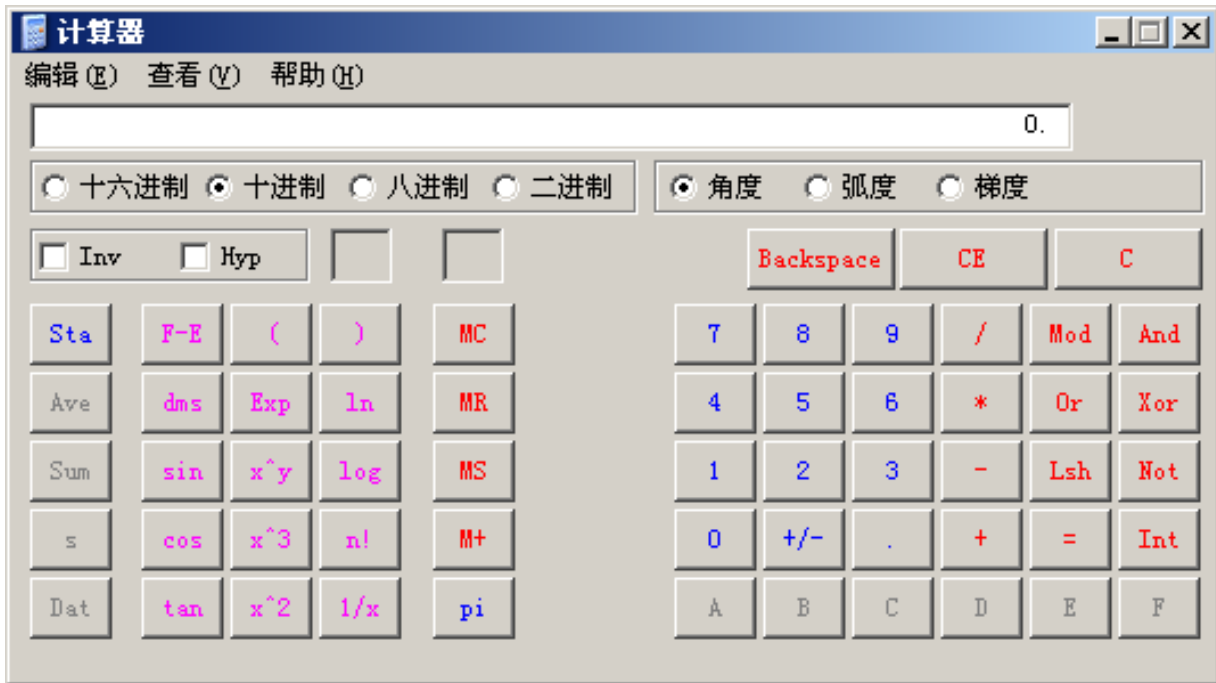 计算器
编辑(E) 查看(V) 帮助(H)
0.
十六进制 十进制 八进制 二进制 角度 弧度 梯度
Inv Hyp Backspace CE C
Sta F-E ( ) MC 7 8 9 / Mod And
Ave dms Exp ln MR 4 5 6 * Or Xor
Sum sin x^y log MS 1 2 3 - Lsh Not
s cos x^3 n! M+ 0 +/- . + = Int
Dat tan x^2 1/x pi A B C D E F